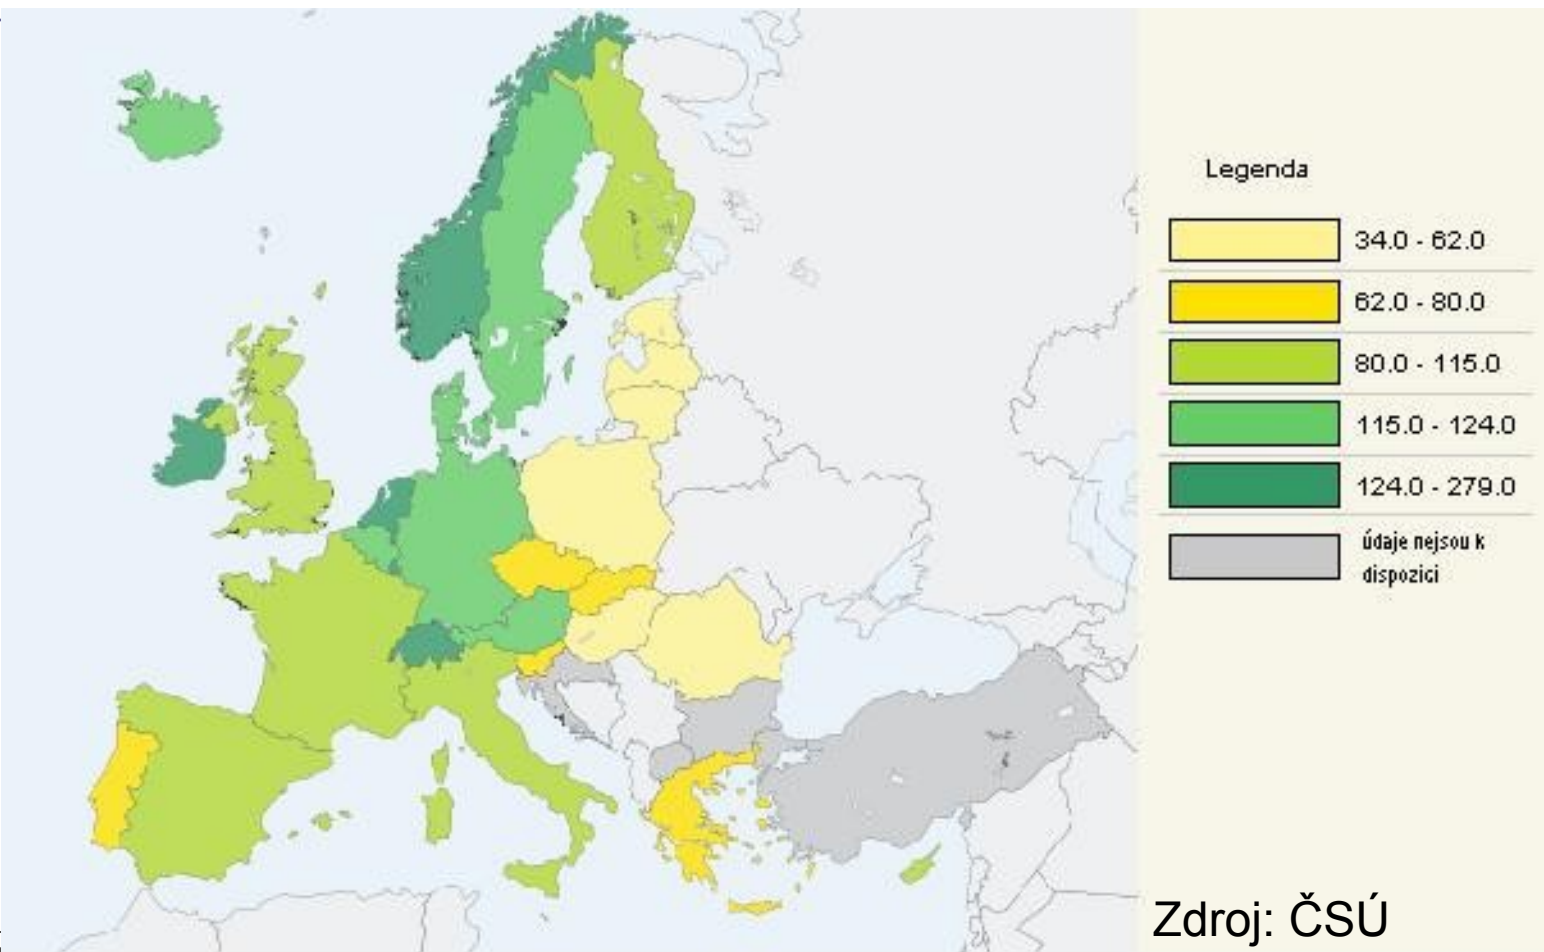 Legenda
34.0 - 62.0
62.0 - 80.0
80.0 - 115.0
115.0 - 124.0
124.0 - 279.0
údaje nejsou k
dispozici
Zdroj: ČSÚ